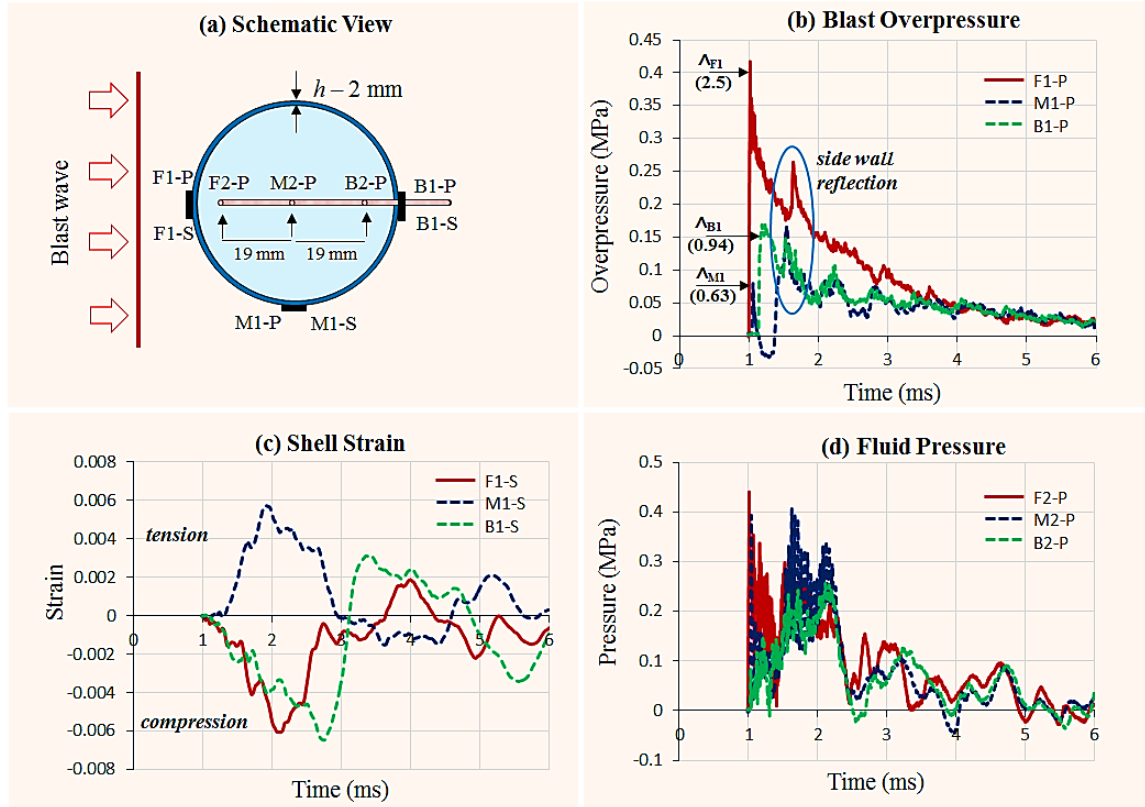 (a) Schematic View
h – 2 mm
Blast wave
F1-P
F2-P
M2-P
B2-P
B1-P
F1-S
B1-S
19 mm
19 mm
M1-P
M1-S
(b) Blast Overpressure
Overpressure (MPa)
0.45
0.4
0.35
0.3
0.25
0.2
0.15
0.1
0.05
0
-0.05
ΛF1
(2.5)
ΛB1
(0.94)
ΛM1
(0.63)
F1-P
M1-P
B1-P
side wall
reflection
0 1 2 3 4 5 6
Time (ms)
(c) Shell Strain
Strain
0.008
0.006
0.004
0.002
0
-0.002
-0.004
-0.006
-0.008
F1-S
M1-S
B1-S
tension
compression
0 1 2 3 4 5 6
Time (ms)
(d) Fluid Pressure
Pressure (MPa)
0.5
0.4
0.3
0.2
0.1
0
-0.1
F2-P
M2-P
B2-P
0 1 2 3 4 5 6
Time (ms)